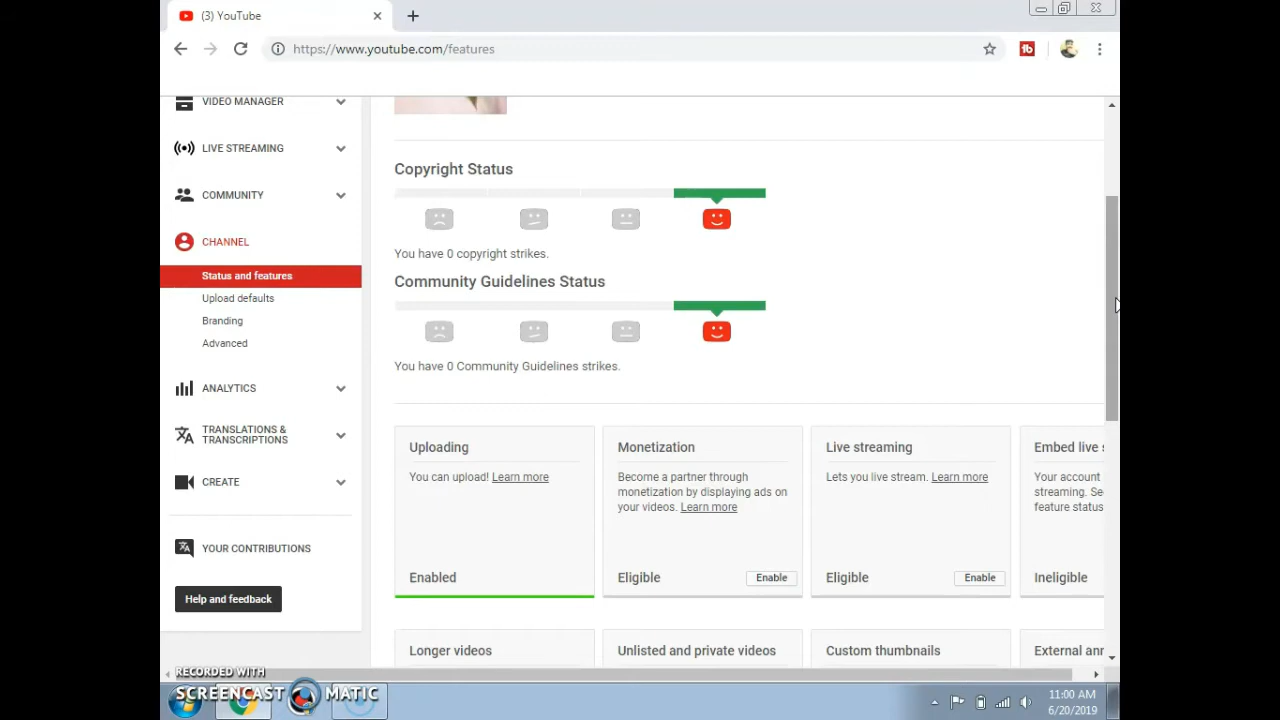 (3) YouTube
https://www.youtube.com/features
VIDEO MANAGER
LIVE STREAMING
COMMUNITY
CHANNEL
Status and features
Upload defaults
Branding
Advanced
ANALYTICS
TRANSLATIONS &
TRANSCRIPTIONS
CREATE
YOUR CONTRIBUTIONS
Help and feedback
Copyright Status
You have 0 copyright strikes.
Community Guidelines Status
You have 0 Community Guidelines strikes.
Uploading
You can upload! Learn more
Enabled
Monetization
Become a partner through
monetization by displaying ads on
your videos. Learn more
Eligible
Enable
Live streaming
Lets you live stream. Learn more
Eligible
Enable
Embed live
Your account
streaming. Se
feature status
Ineligible
Longer videos
Unlisted and private videos
Custom thumbnails
External ann
RECORDED WITH
SCREENCAST MATIC
11:00 AM
6/20/2019